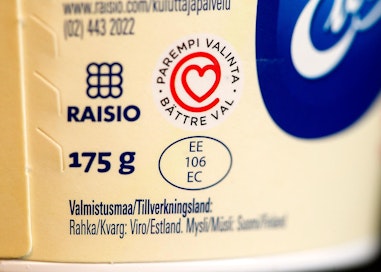 www.raisio.com/kuluttajapalvelu
(02) 443 2022
PAREMPI VALINTA
BÄTTRE VAL
RAISIO
175 g
EE
106
EC
Valmistusmaa/Tillverkningsland:
Rahka/Kvarg: Viro/Estland. Mysli/Müsli: Suomi/Finland